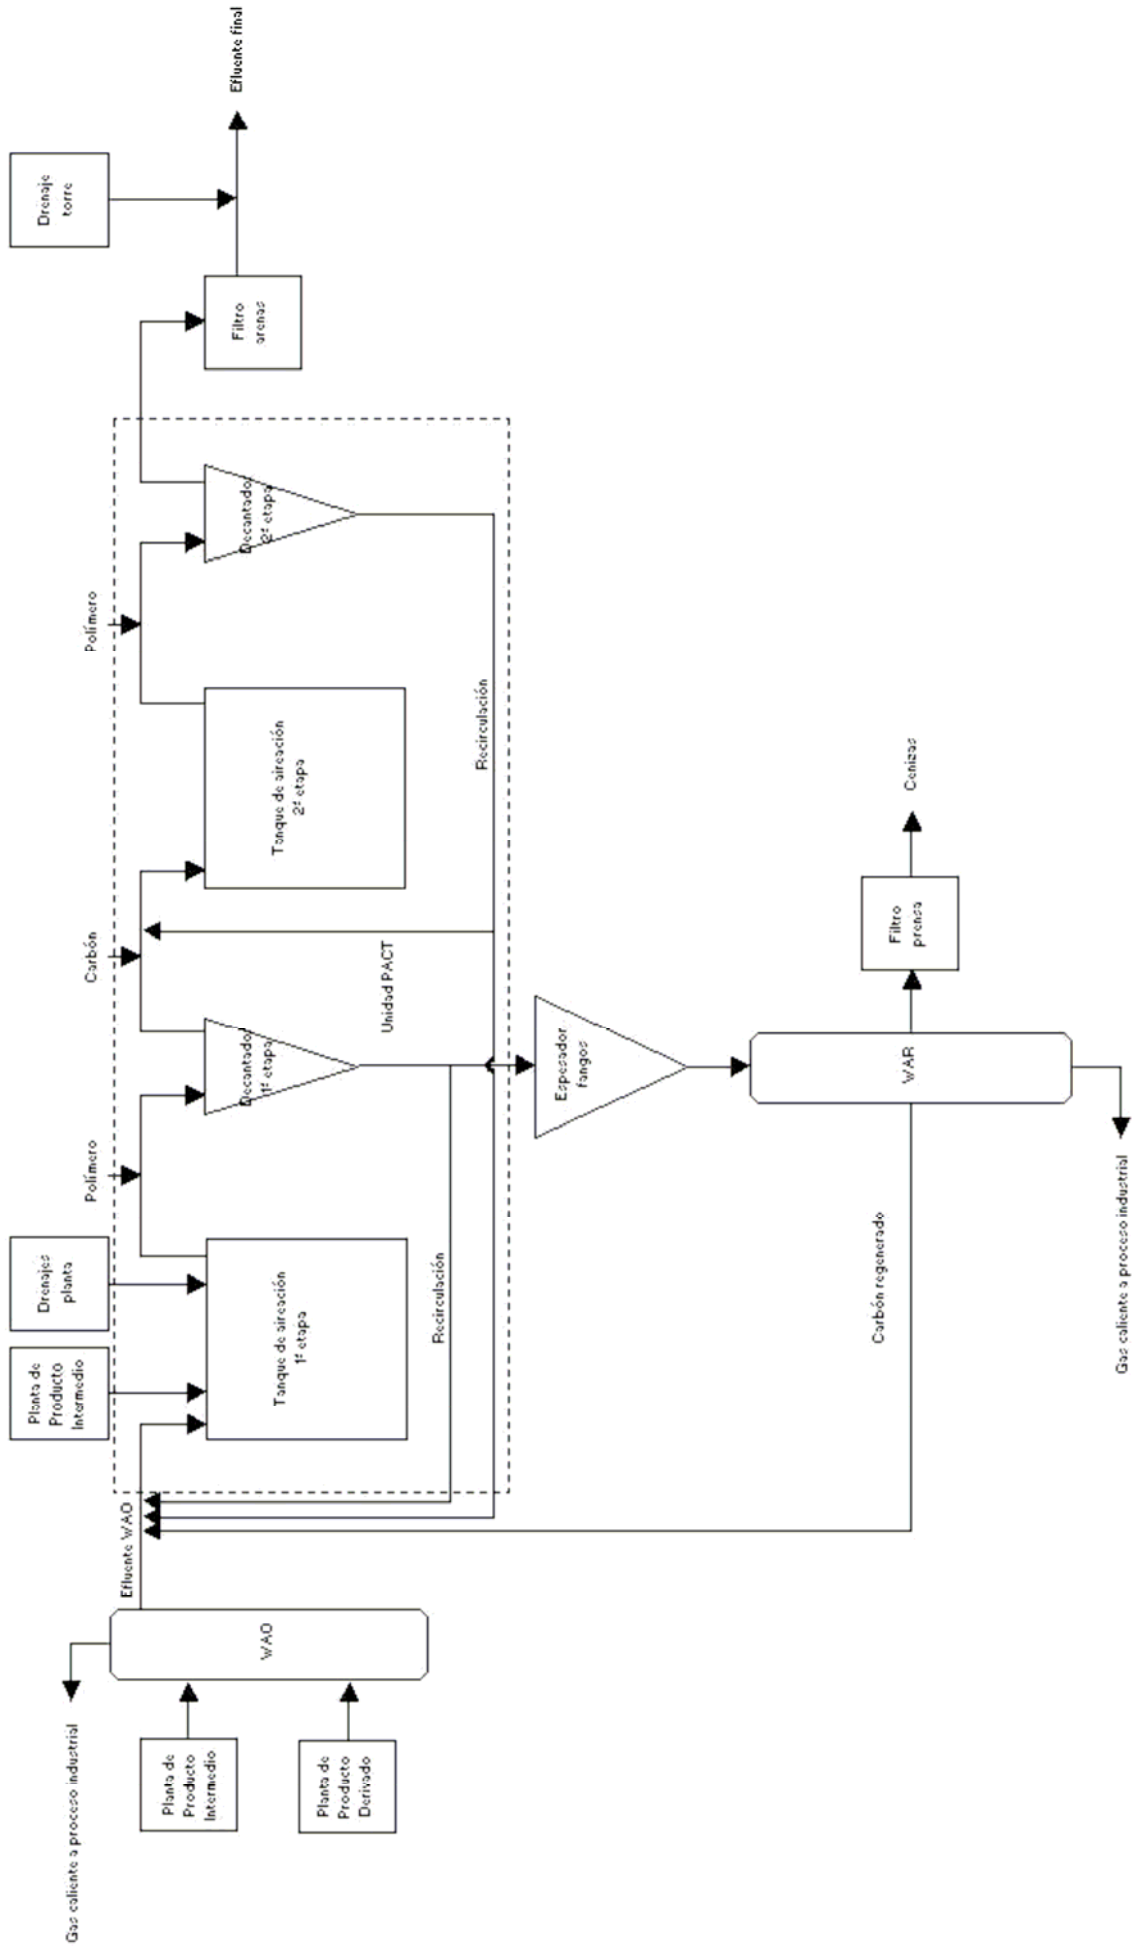 Gas caliente a proceso industrial
Planta de
Producto
Intermedio
Planta de
Producto
Derivado
WAO
Efluente WAO
Planta de
Producto
Intermedio
Drenajes
planta
Tanque de aireación
1ª etapa
Recirculación
Polímero
Decantador
1ª etapa
Unidad PACT
Carbón
Tanque de aireación
2ª etapa
Recirculación
Polímero
Decantador
2ª etapa
Filtro
arenas
Drenaje
torre
Efluente final
Espesador
fangos
WAR
Carbón regenerado
Filtro
prensa
Cenizas
Gas caliente a proceso industrial